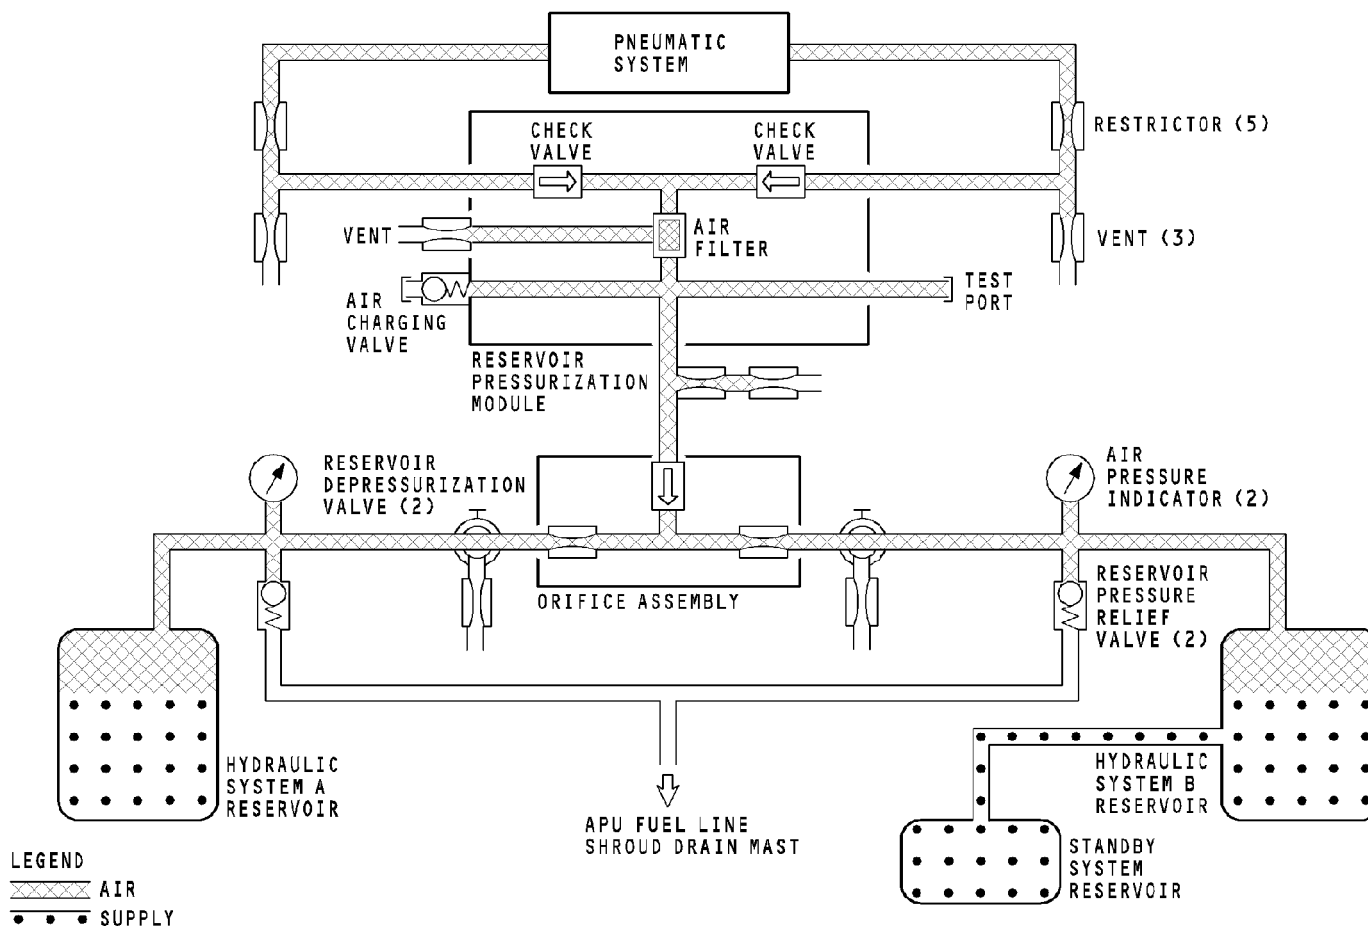 PNEUMATIC
SYSTEM
RESTRICTOR (5)
CHECK
VALVE
CHECK
VALVE
VENT
AIR
FILTER
VENT (3)
AIR
CHARGING
VALVE
TEST
PORT
RESERVOIR
PRESSURIZATION
MODULE
RESERVOIR
DEPRESSURIZATION
VALVE (2)
AIR
PRESSURE
INDICATOR (2)
ORIFICE ASSEMBLY
RESERVOIR
PRESSURE
RELIEF
VALVE (2)
HYDRAULIC
SYSTEM A
RESERVOIR
HYDRAULIC
SYSTEM B
RESERVOIR
APU FUEL LINE
SHROUD DRAIN MAST
STANDBY
SYSTEM
RESERVOIR
LEGEND
AIR
SUPPLY